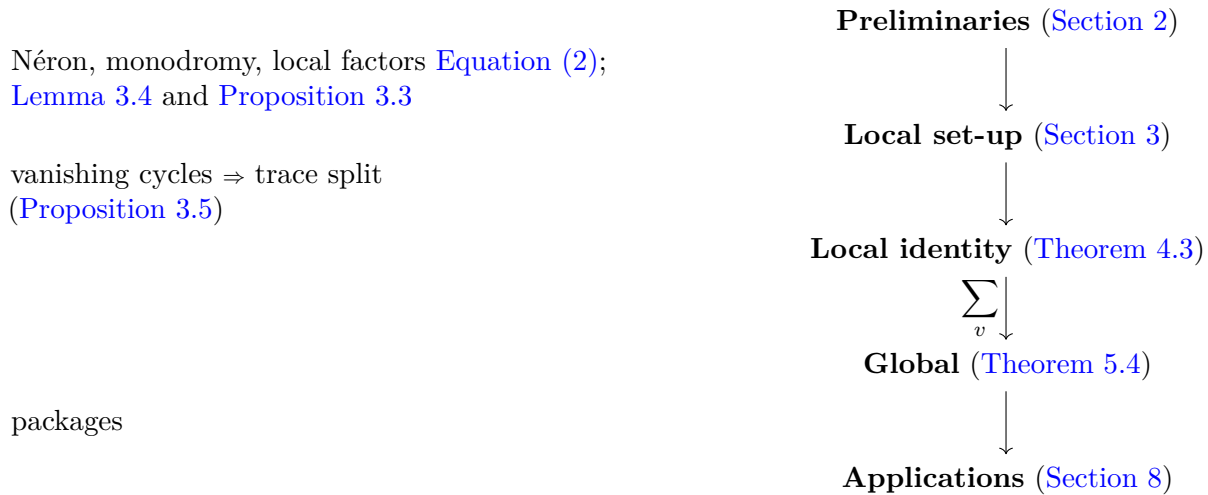 Preliminaries (Section 2)
Néron, monodromy, local factors Equation (2);
Lemma 3.4 and Proposition 3.3
Local set-up (Section 3)
vanishing cycles ⇒ trace split
(Proposition 3.5)
Local identity (Theorem 4.3)
∑
v
Global (Theorem 5.4)
packages
Applications (Section 8)